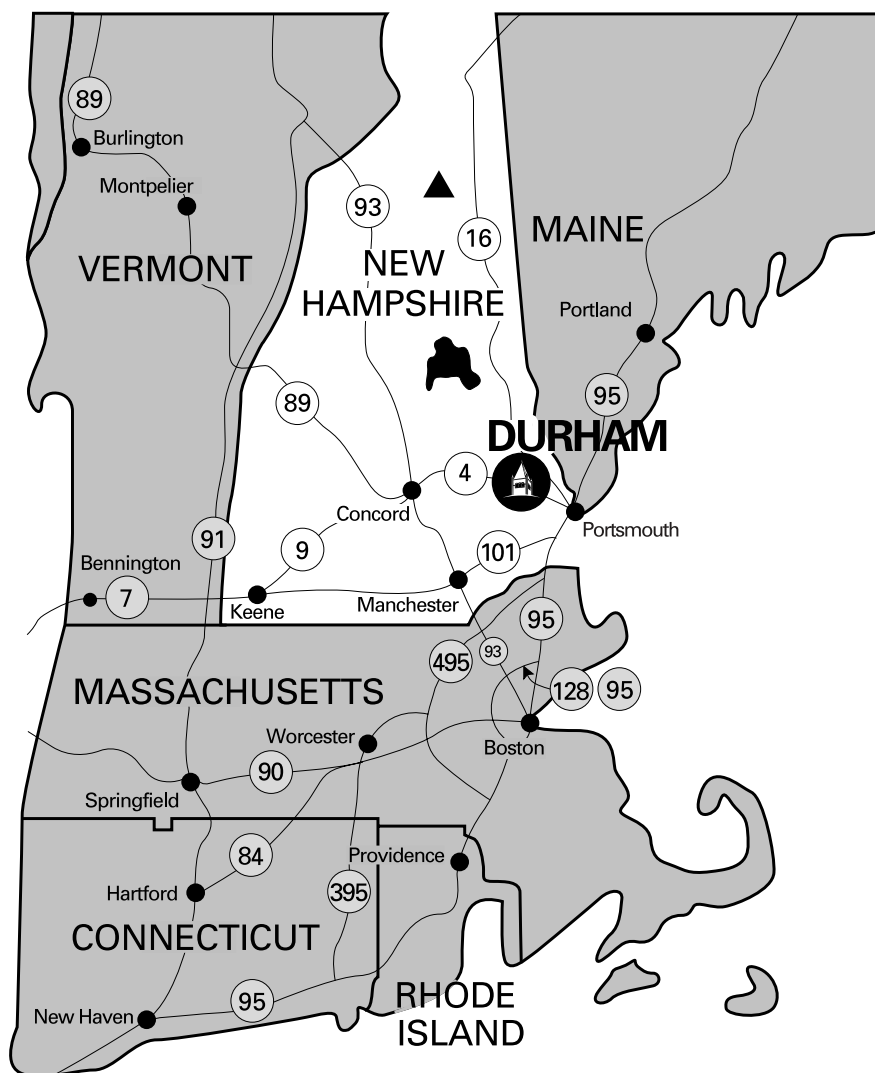 89
Burlington
Montpelier
93
16
MAINE
VERMONT
NEW
HAMPSHIRE
Portland
89
95
DURHAM
4
Concord
Portsmouth
91
9
101
Bennington
7
Keene
Manchester
95
495
93
MASSACHUSETTS
128
95
Worcester
Boston
90
Springfield
84
Providence
Hartford
395
CONNECTICUT
95
New Haven
RHODE
ISLAND